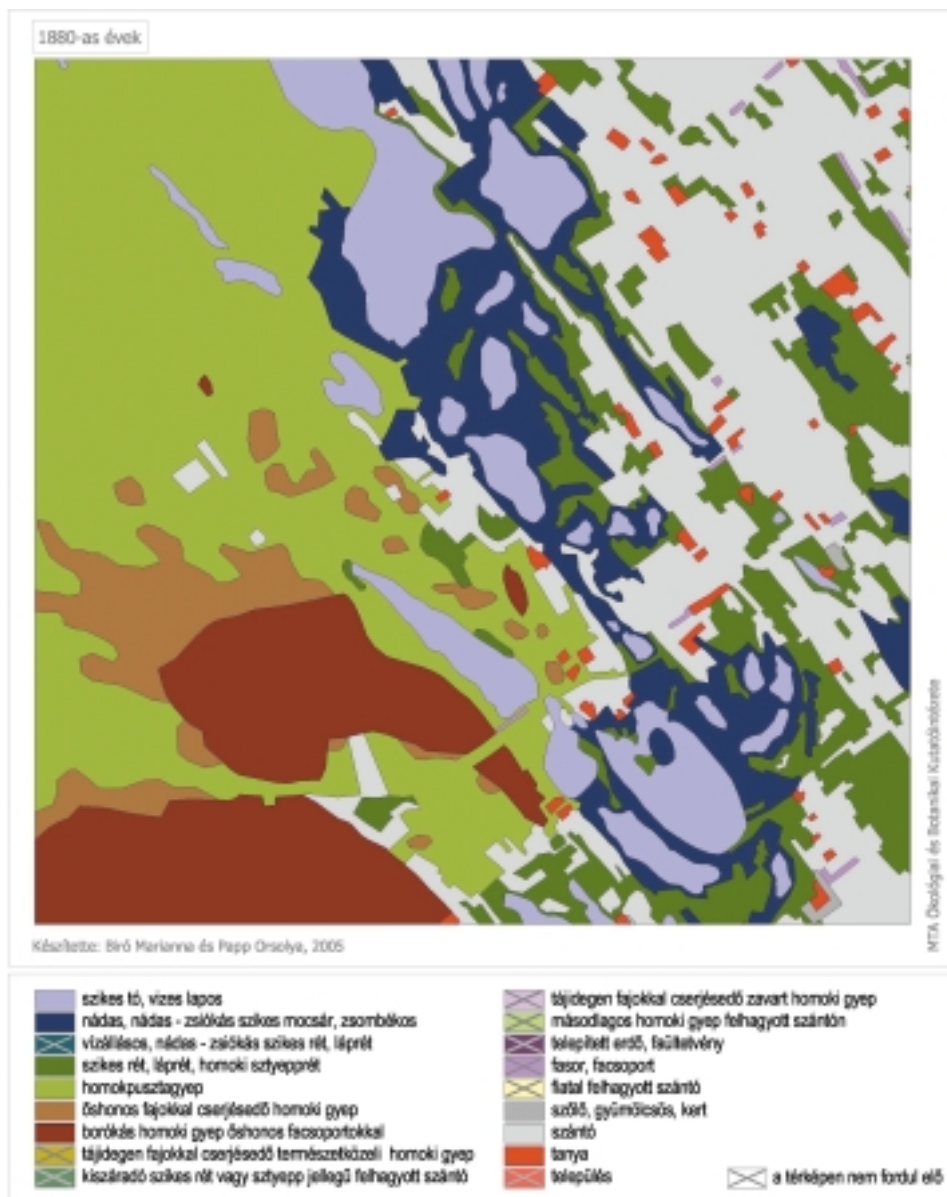 1880-as évek
MTA Ökológiai és Botanikai Kutatóintézete
Készítette: Biró Marianna és Papp Orsolya, 2005
szikes tó, vizes lapos
nádas, nádas - zsiókás szikes mocsár, zsombékos
vízállásos, nádas - zsiókás szikes rét, láprét
szikes rét, láprét, homoki sztyepprét
homokpusztagyep
őshonos fajokkal cserjésedő homoki gyep
borókás homoki gyep őshonos facsoportokkal
tájidegen fajokkal cserjésedő természetközeli homoki gyep
kiszáradó szikes rét vagy sztyepp jellegű felhagyott szántó
tájidegen fajokkal cserjésedő zavart homoki gyep
másodlagos homoki gyep felhagyott szántón
telepített erdő, faültetvény
fasor, facsoport
fiatal felhagyott szántó
szőlő, gyümölcsös, kert
szántó
tanya
település
a térképen nem fordul elő